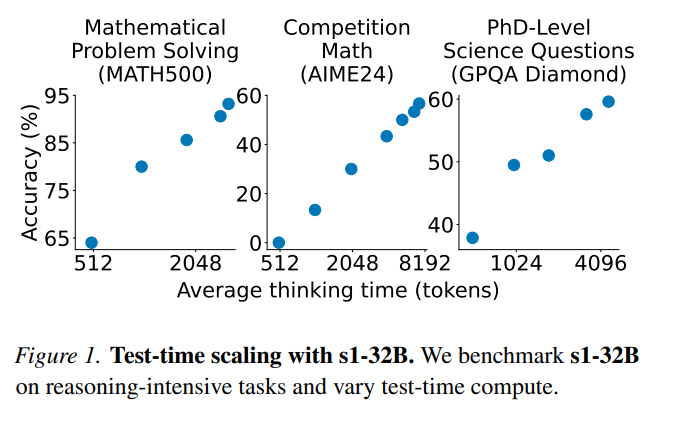 Mathematical
Problem Solving
(MATH500)
Competition
Math
(AIME24)
PhD-Level
Science Questions
(GPQA Diamond)
Accuracy (%)
95
85
75
65
512
2048
60
40
20
0
512
2048
8192
60
50
40
1024
4096
Average thinking time (tokens)
Figure 1. Test-time scaling with s1-32B. We benchmark s1-32B
on reasoning-intensive tasks and vary test-time compute.